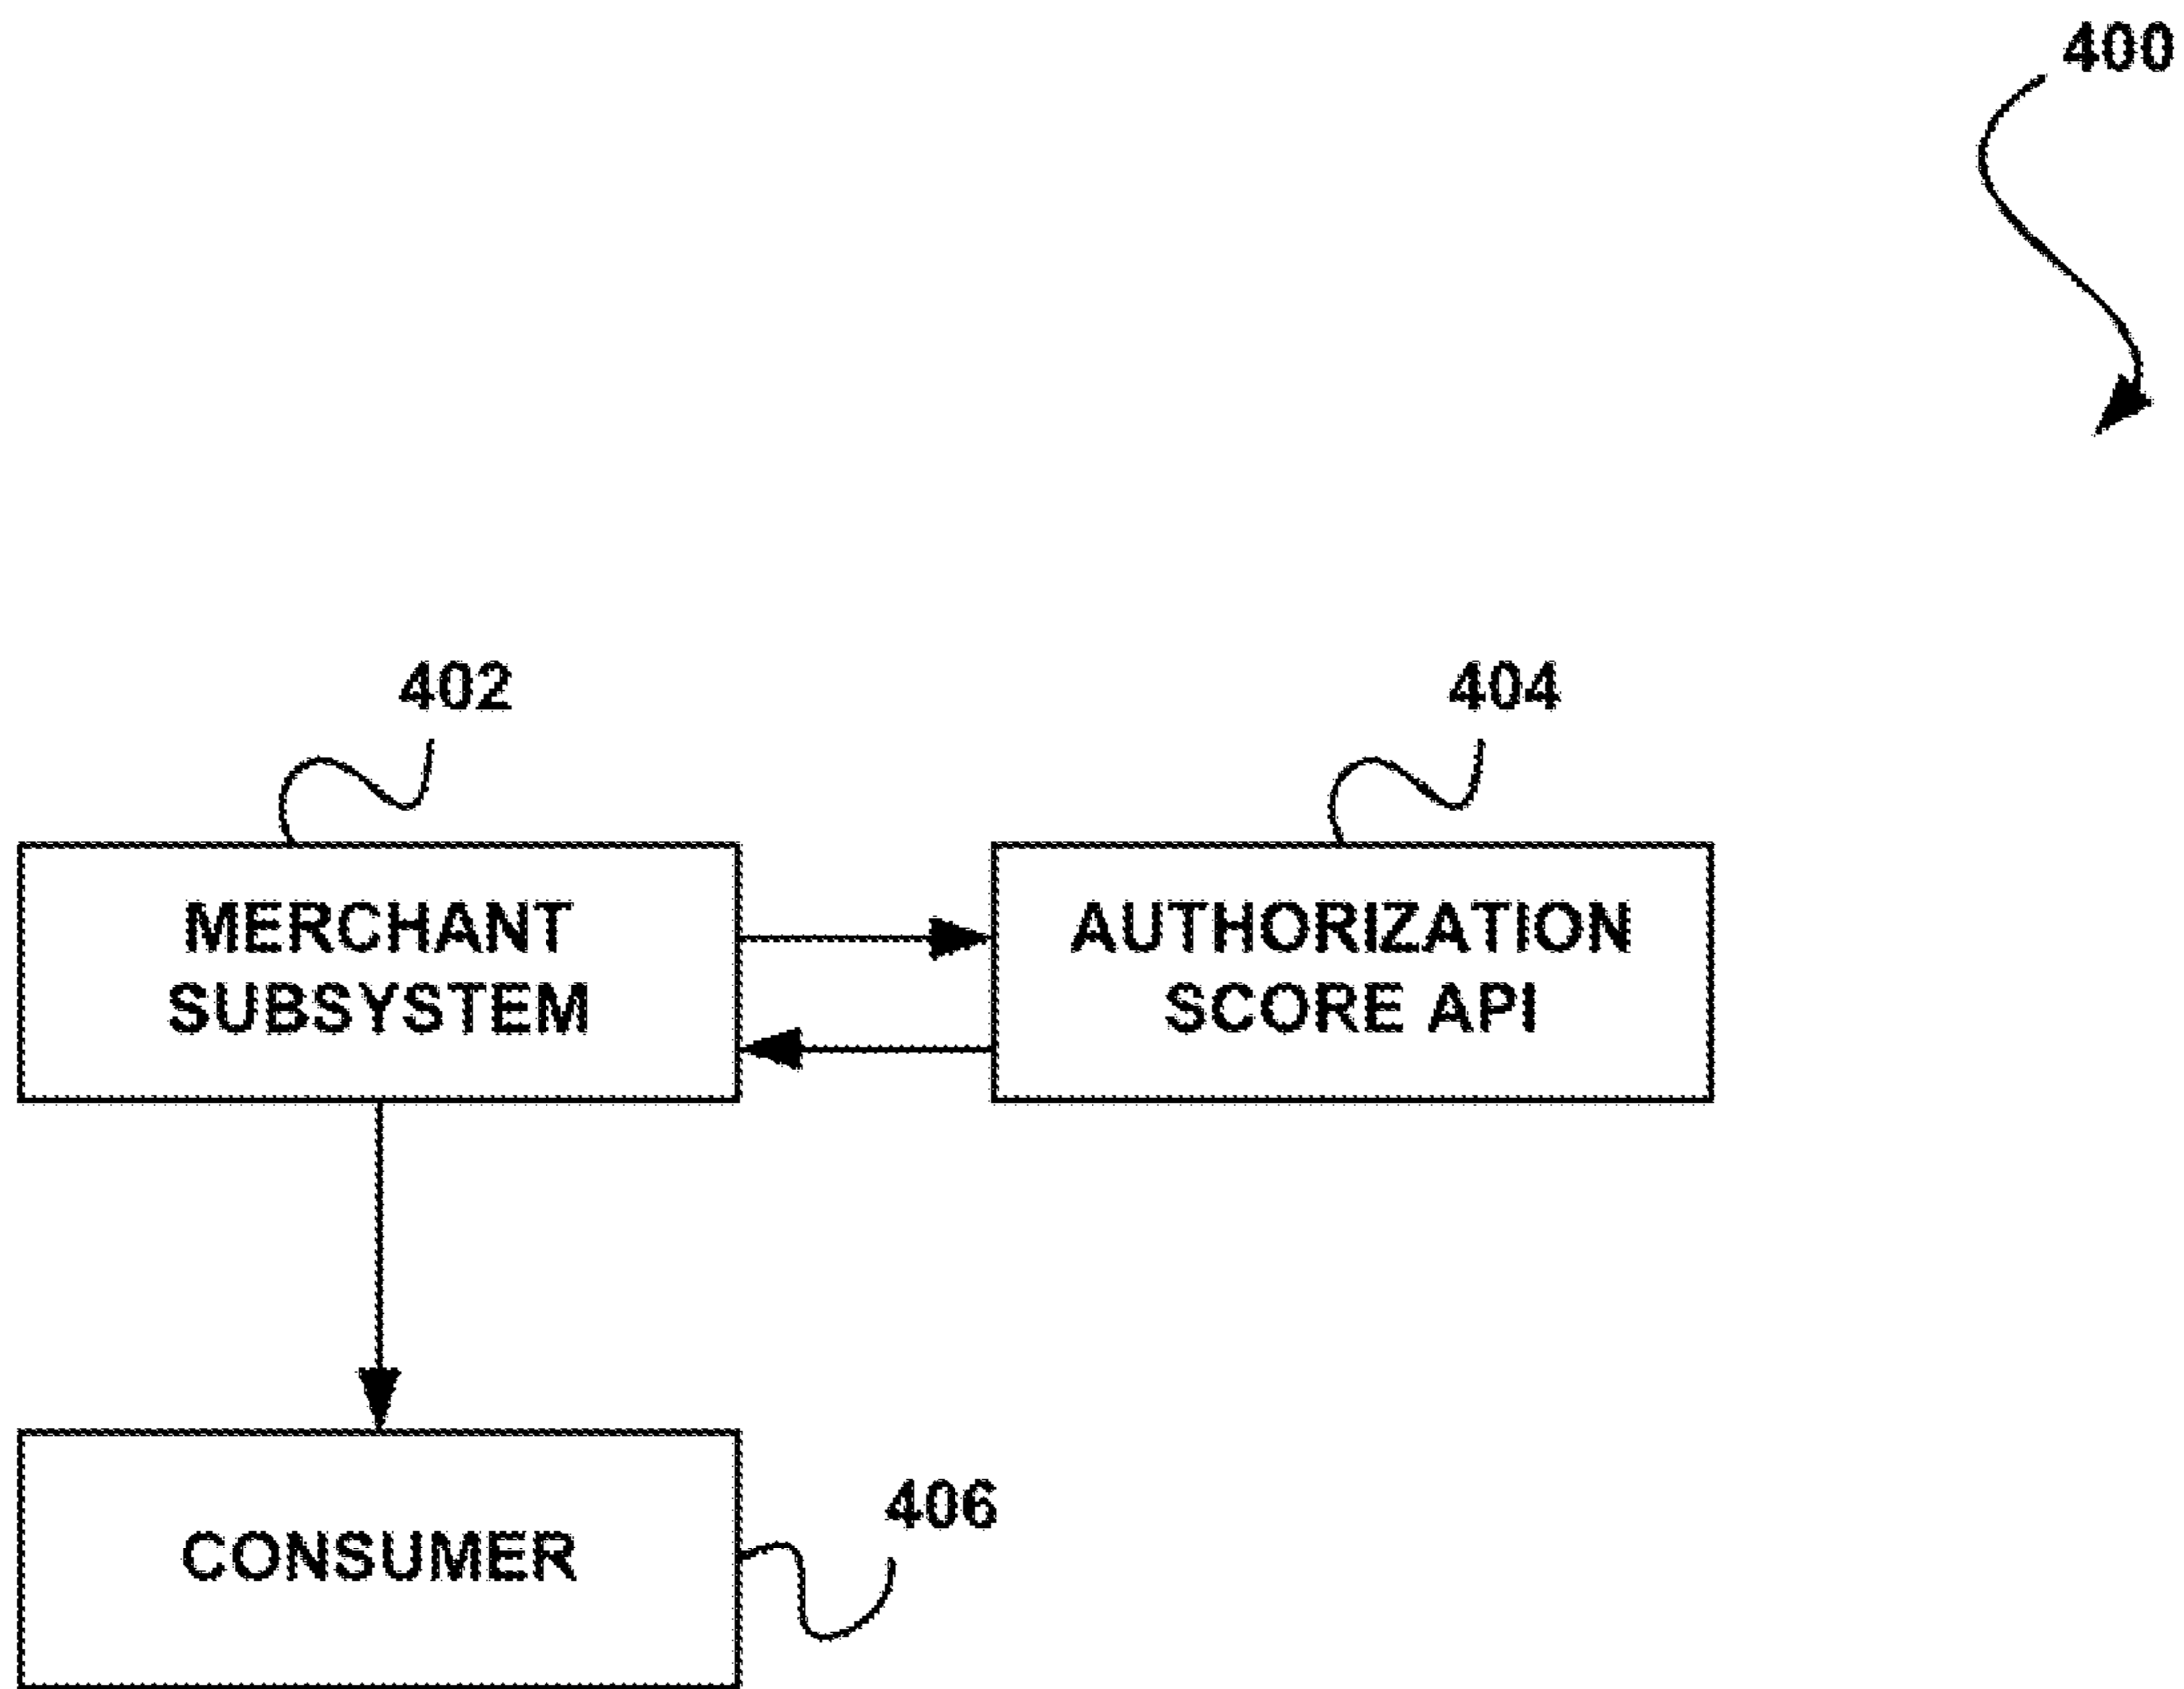 400
402
404
MERCHANT
SUBSYSTEM
AUTHORIZATION
SCORE API
CONSUMER
406